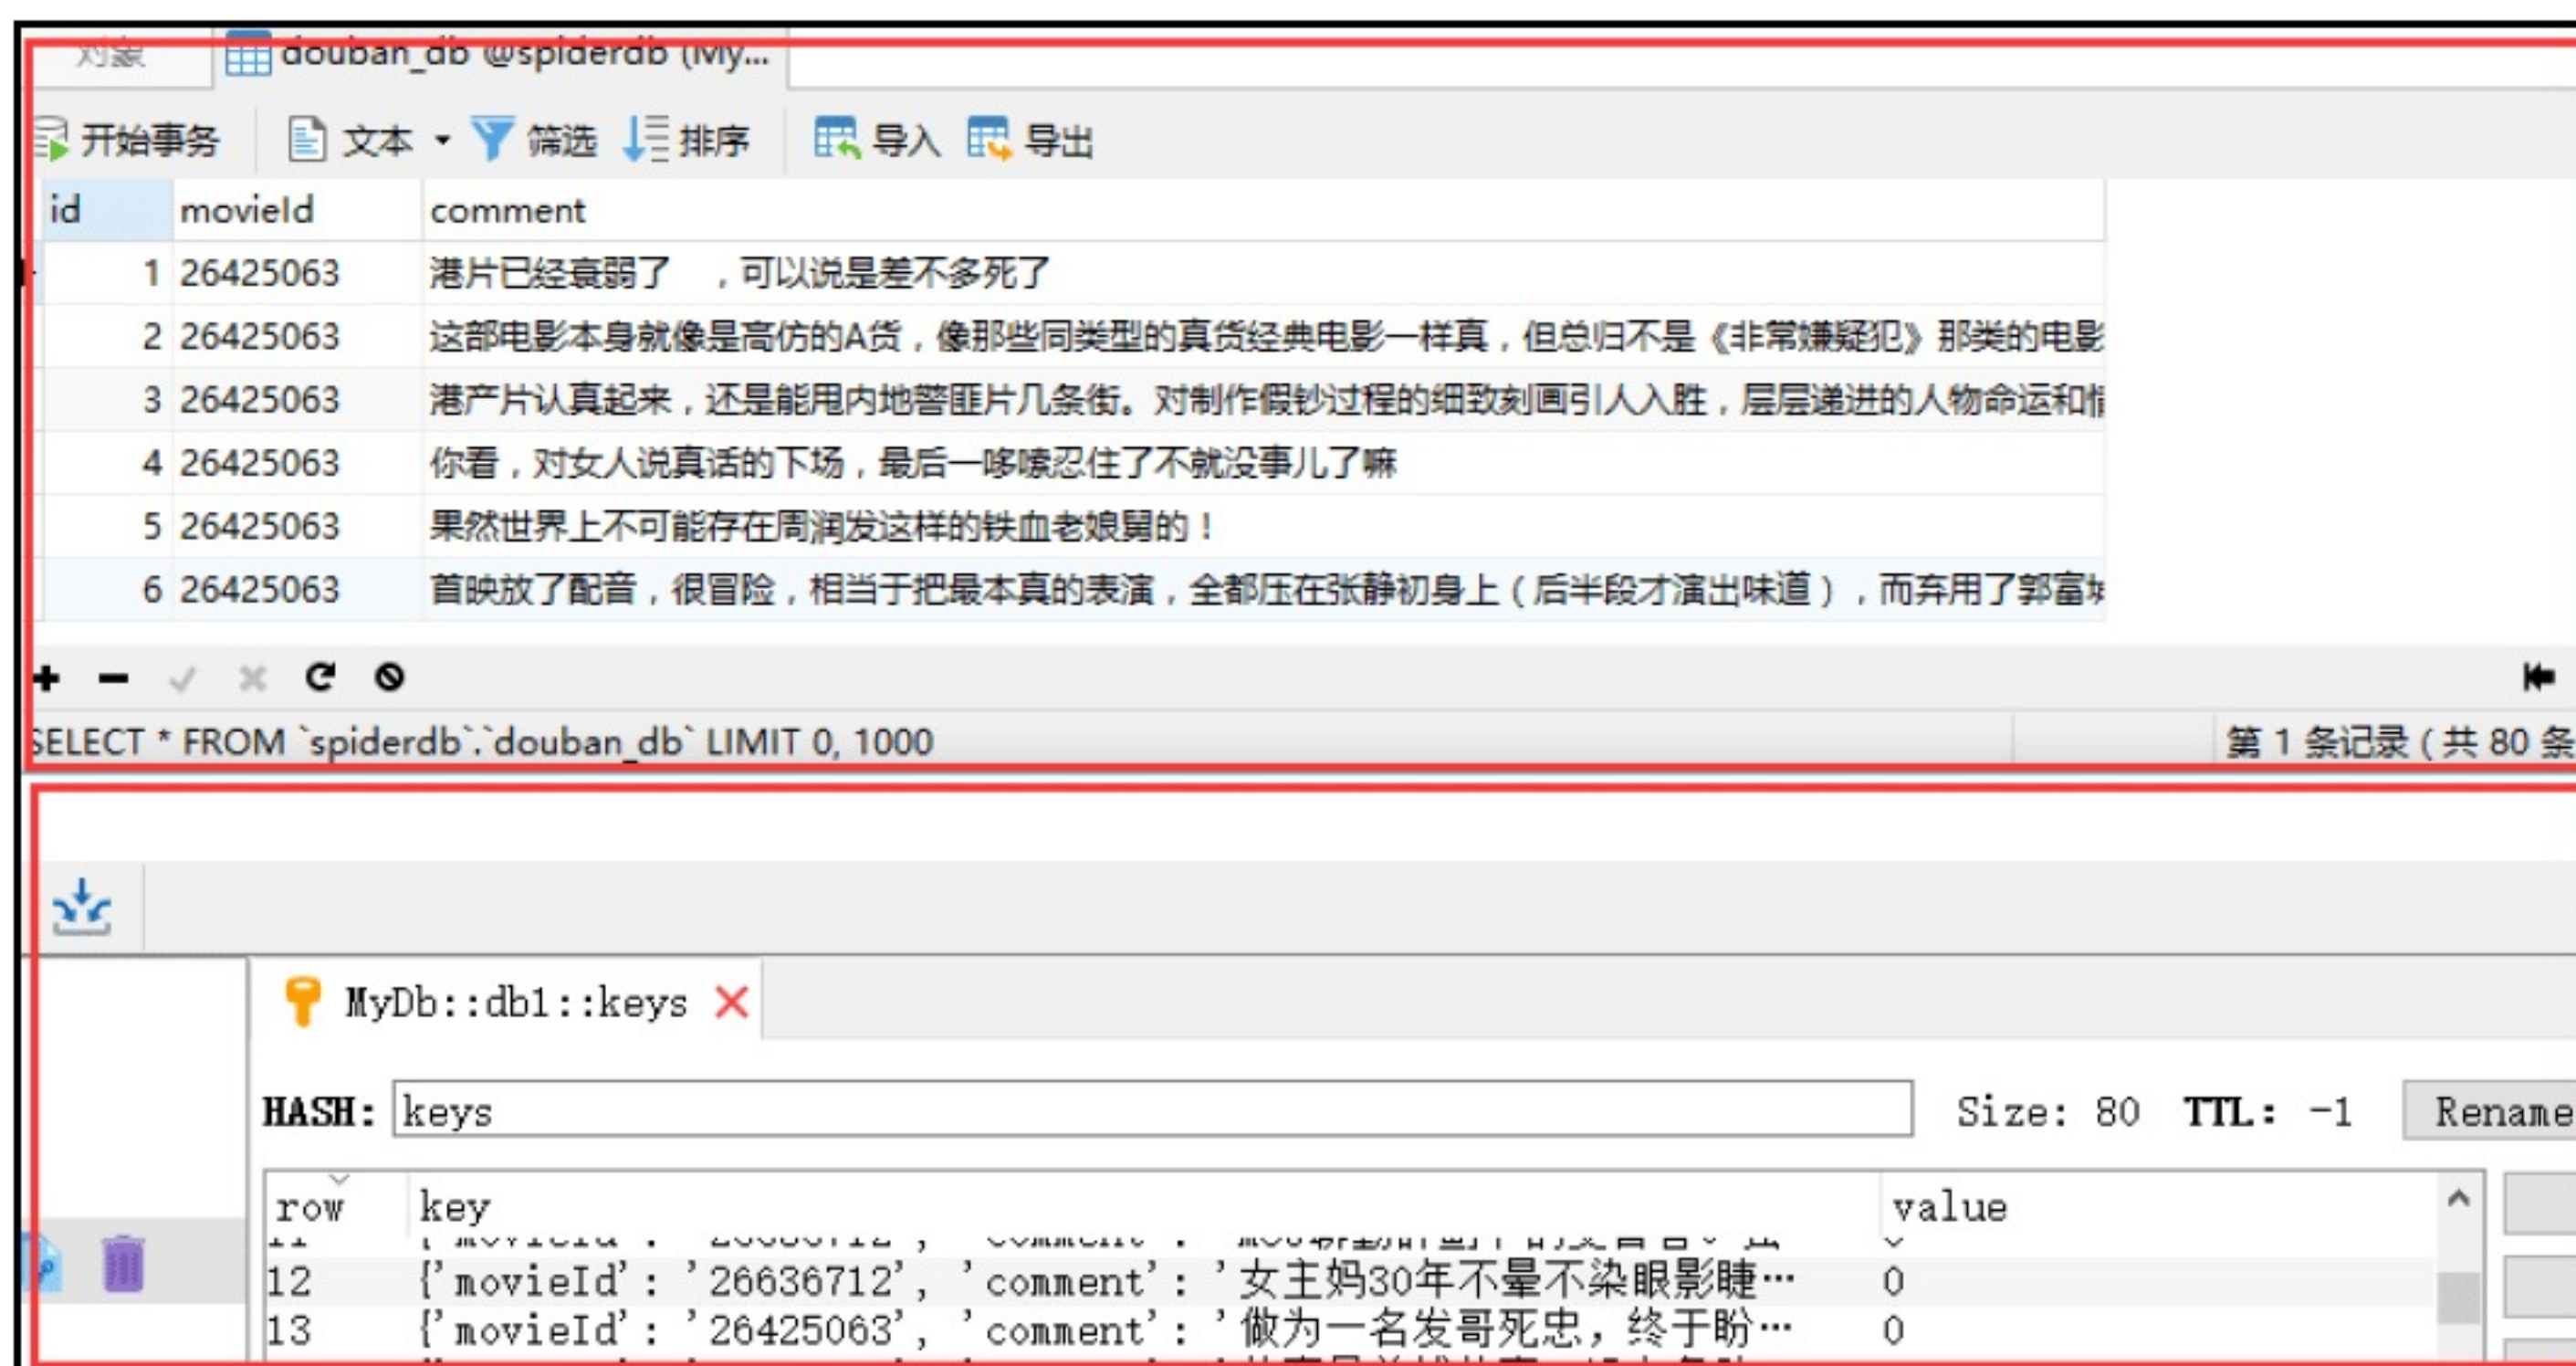 对象 douban_db @spiderdb (My...
开始事务 文本 筛选 排序 导入 导出
id movieId comment
1 26425063 港片已经衰弱了 ，可以说是差不多死了
2 26425063 这部电影本身就像是高仿的A货，像那些同类型的真货经典电影一样真，但总归不是《非常嫌疑犯》那类的电影
3 26425063 港产片认真起来，还是能甩内地警匪片几条街。对制作假钞过程的细致刻画引人入胜，层层递进的人物命运和情
4 26425063 你看，对女人说真话的下场，最后一哆嗦忍住了不就没事儿了嘛
5 26425063 果然世界上不可能存在周润发这样的铁血老娘舅的！
6 26425063 首映放了配音，很冒险，相当于把最本真的表演，全都压在张静初身上（后半段才演出味道），而弃用了郭富城
SELECT * FROM `spiderdb`.`douban_db` LIMIT 0, 1000 第 1 条记录 ( 共 80 条
MyDb::db1::keys
HASH: keys Size: 80 TTL: -1 Rename
row key value
12 {'movieId': '26636712', 'comment': '女主妈30年不晕不染眼影睫… 0
13 {'movieId': '26425063', 'comment': '做为一名发哥死忠，终于盼… 0